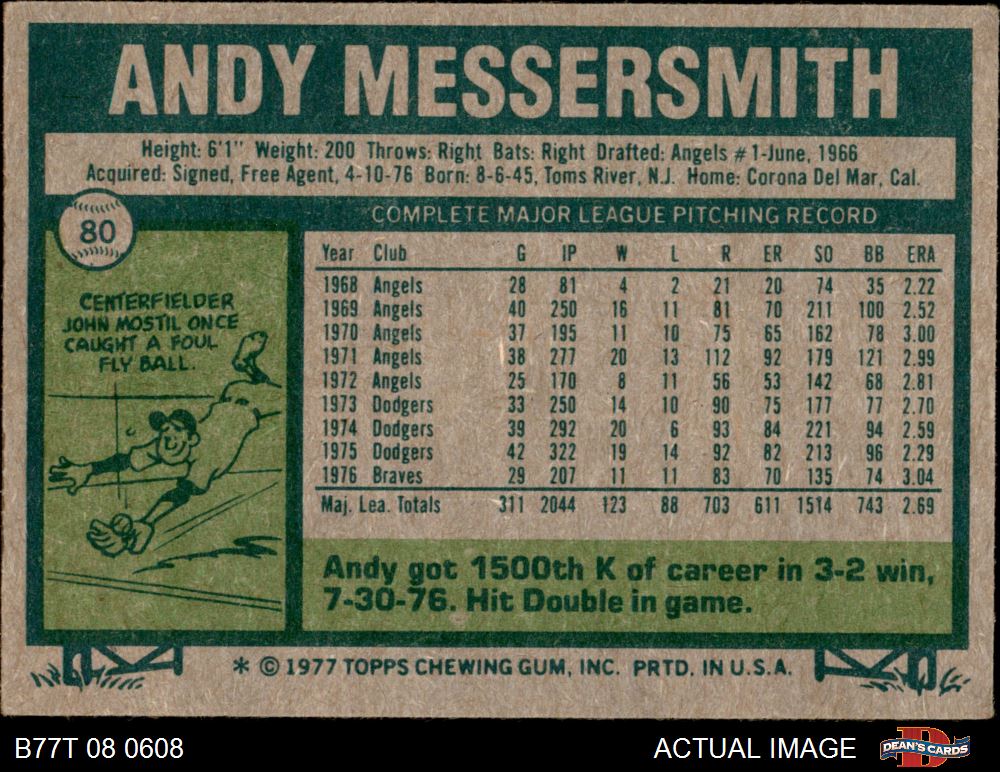 ANDY MESSERSMITH
Height: 6'1" Weight: 200 Throws: Right Bats: Right Drafted: Angels #1-June, 1966
Acquired: Signed, Free Agent, 4-10-76 Born: 8-6-45, Toms River, N.J. Home: Corona Del Mar, Cal.
80
CENTERFIELDER
JOHN MOSTIL ONCE
CAUGHT A FOUL
FLY BALL.
COMPLETE MAJOR LEAGUE PITCHING RECORD
Year Club G IP W L R ER SO BB ERA
1968 Angels 28 81 4 2 21 20 74 35 2.22
1969 Angels 40 250 16 11 81 70 211 100 2.52
1970 Angels 37 195 11 10 75 65 162 78 3.00
1971 Angels 38 277 20 13 112 92 179 121 2.99
1972 Angels 25 170 8 11 56 53 142 68 2.81
1973 Dodgers 33 250 14 10 90 75 177 77 2.70
1974 Dodgers 39 292 20 6 93 84 221 94 2.59
1975 Dodgers 42 322 19 14 92 82 213 96 2.29
1976 Braves 29 207 11 11 83 70 135 74 3.04
Maj. Lea. Totals 311 2044 123 88 703 611 1514 743 2.69
Andy got 1500th K of career in 3-2 win,
7-30-76. Hit Double in game.
* © 1977 TOPPS CHEWING GUM, INC. PRTD. IN U.S.A.
B77T 08 0608
ACTUAL IMAGE
D
DEAN'S CARDS